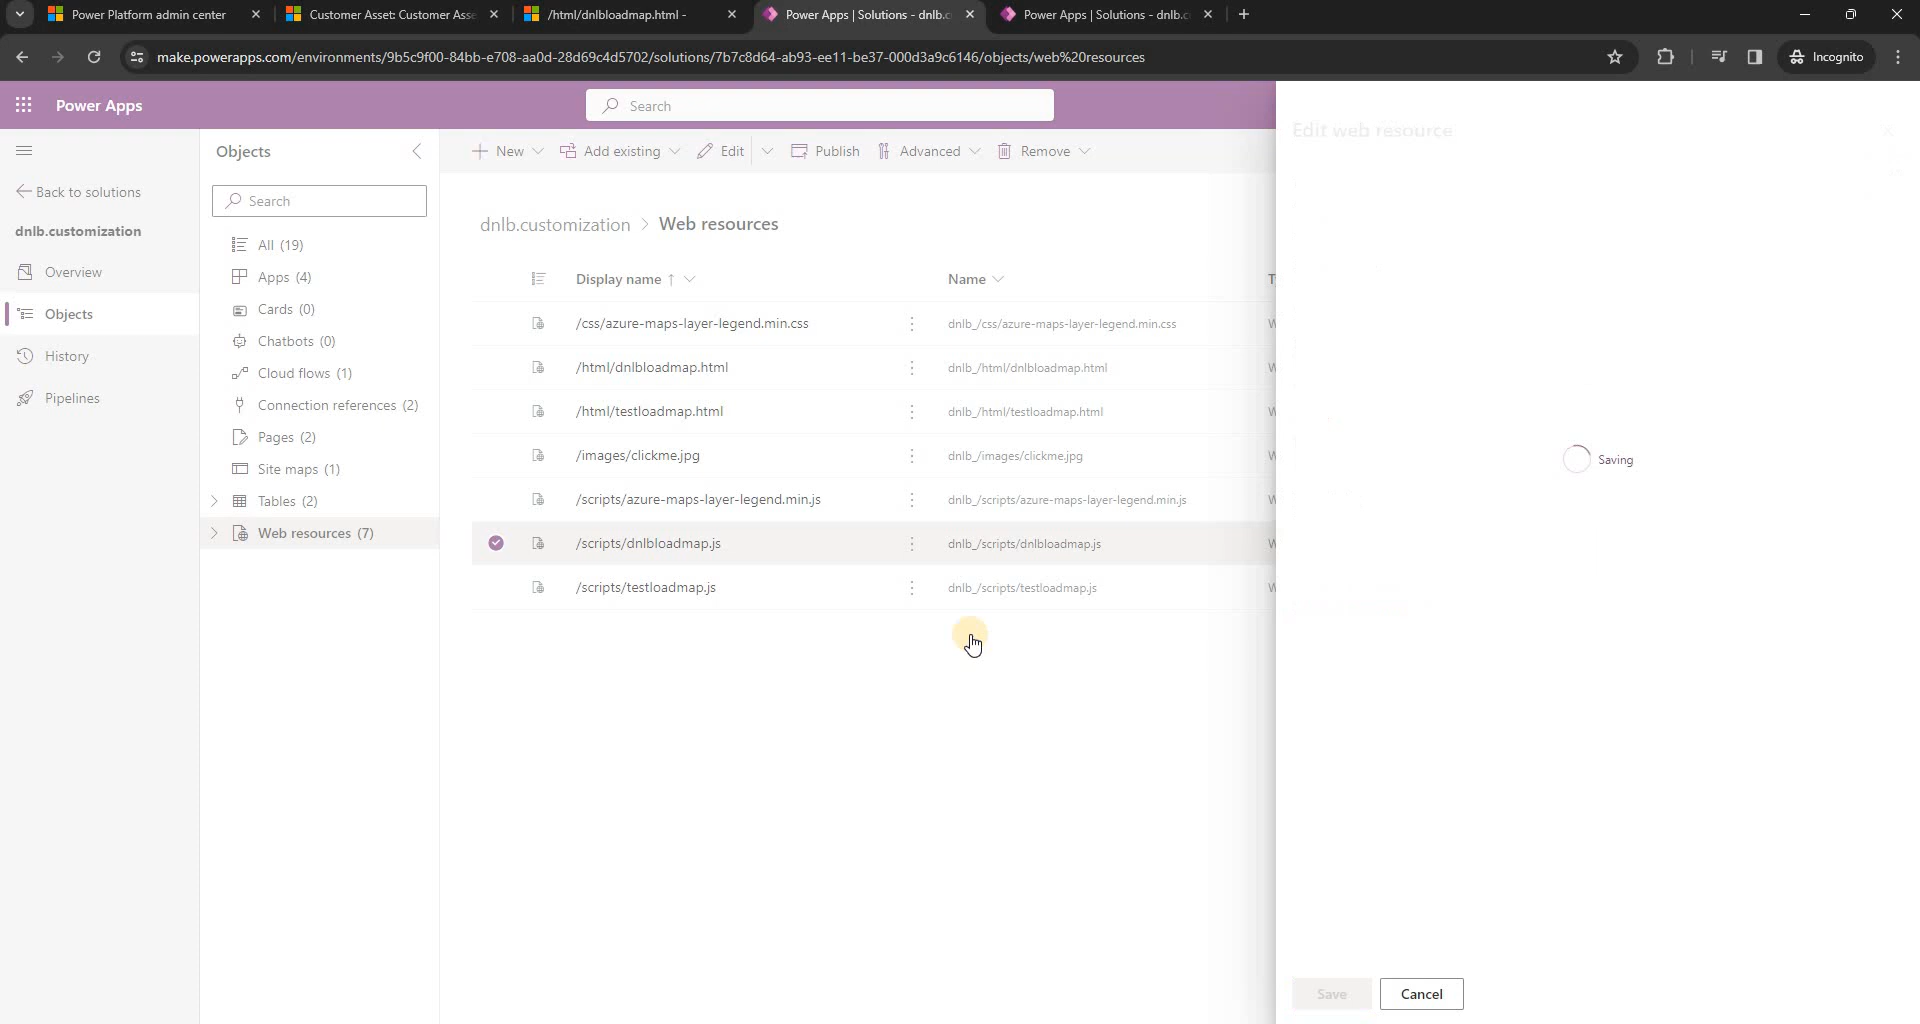 Power Platform admin center
Customer Asset: Customer Asse
/html/dnlbloadmap.html -
Power Apps | Solutions - dnlb.c
Power Apps | Solutions - dnlb.c
make.powerapps.com/environments/9b5c9f00-84bb-e708-aa0d-28d69c4d5702/solutions/7b7c8d64-ab93-ee11-be37-000d3a9c6146/objects/web%20resources
Incognito
Power Apps
Search
Edit web resource
Objects
New
Add existing
Edit
Publish
Advanced
Remove
Back to solutions
Search
dnlb.customization
dnlb.customization > Web resources
Overview
Objects
History
Pipelines
All (19)
Apps (4)
Cards (0)
Chatbots (0)
Cloud flows (1)
Connection references (2)
Pages (2)
Site maps (1)
Tables (2)
Web resources (7)
Display name ↑
Name
/css/azure-maps-layer-legend.min.css
dnlb_/css/azure-maps-layer-legend.min.css
/html/dnlbloadmap.html
dnlb_/html/dnlbloadmap.html
/html/testloadmap.html
dnlb_/html/testloadmap.html
/images/clickme.jpg
dnlb_/images/clickme.jpg
/scripts/azure-maps-layer-legend.min.js
dnlb_/scripts/azure-maps-layer-legend.min.js
/scripts/dnlbloadmap.js
dnlb_/scripts/dnlbloadmap.js
/scripts/testloadmap.js
dnlb_/scripts/testloadmap.js
Saving
Save
Cancel